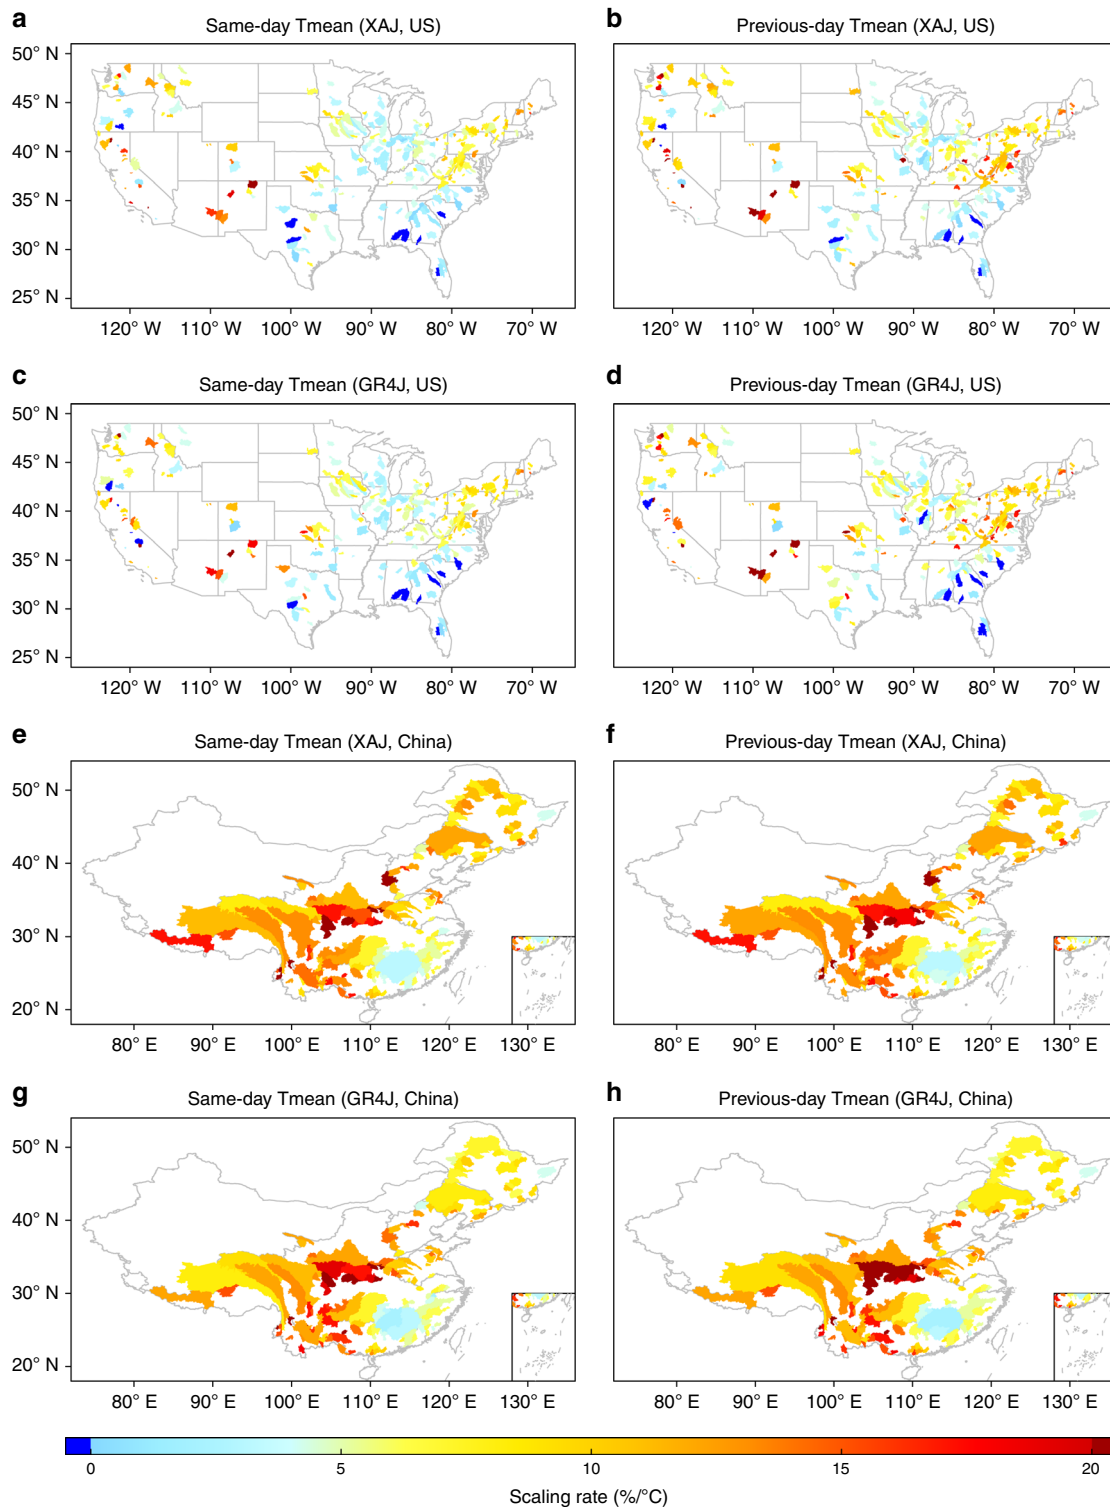 a Same-day Tmean (XAJ, US)
b Previous-day Tmean (XAJ, US)
50° N
45° N
40° N
35° N
30° N
25° N
120° W 110° W 100° W 90° W 80° W 70° W
120° W 110° W 100° W 90° W 80° W 70° W
c Same-day Tmean (GR4J, US)
d Previous-day Tmean (GR4J, US)
50° N
45° N
40° N
35° N
30° N
25° N
120° W 110° W 100° W 90° W 80° W 70° W
120° W 110° W 100° W 90° W 80° W 70° W
e Same-day Tmean (XAJ, China)
f Previous-day Tmean (XAJ, China)
50° N
40° N
30° N
20° N
80° E 90° E 100° E 110° E 120° E 130° E
80° E 90° E 100° E 110° E 120° E 130° E
g Same-day Tmean (GR4J, China)
h Previous-day Tmean (GR4J, China)
50° N
40° N
30° N
20° N
80° E 90° E 100° E 110° E 120° E 130° E
80° E 90° E 100° E 110° E 120° E 130° E
0 5 10 15 20
Scaling rate (%/°C)